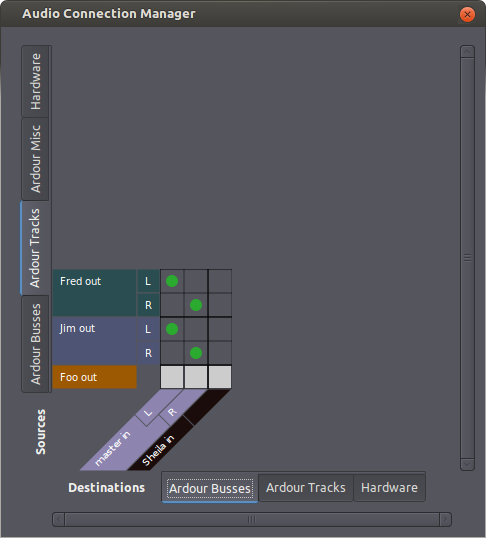 Audio Connection Manager
Hardware
Ardour Misc
Ardour Tracks
Ardour Busses
Sources
Fred out L
R
Jim out L
R
Foo out
L R
master in
Sheila in
Destinations Ardour Busses Ardour Tracks Hardware